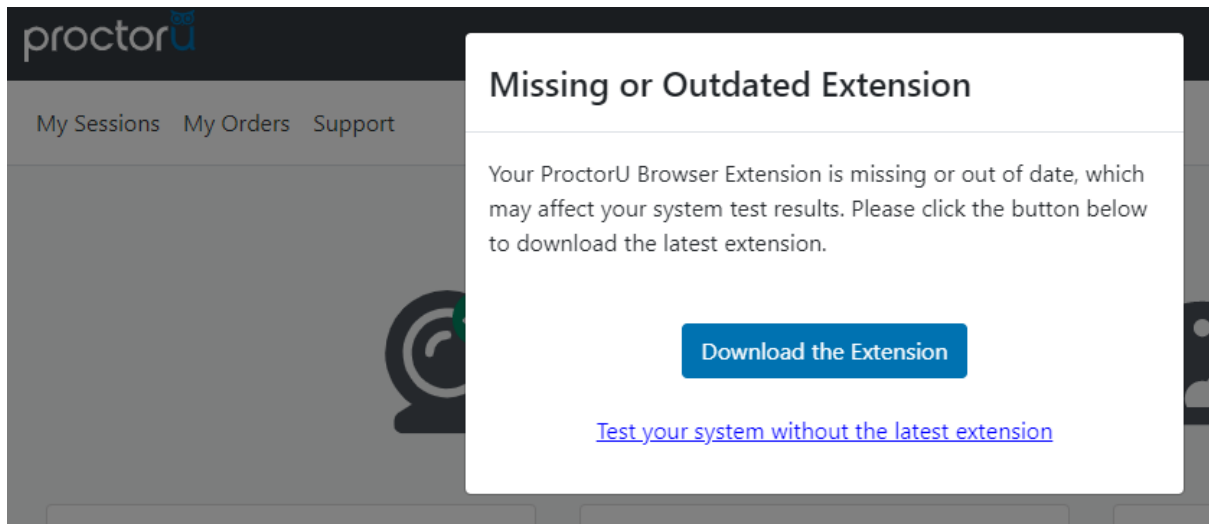 proctorü
My Sessions My Orders Support
Missing or Outdated Extension
Your ProctorU Browser Extension is missing or out of date, which
may affect your system test results. Please click the button below
to download the latest extension.
Download the Extension
Test your system without the latest extension